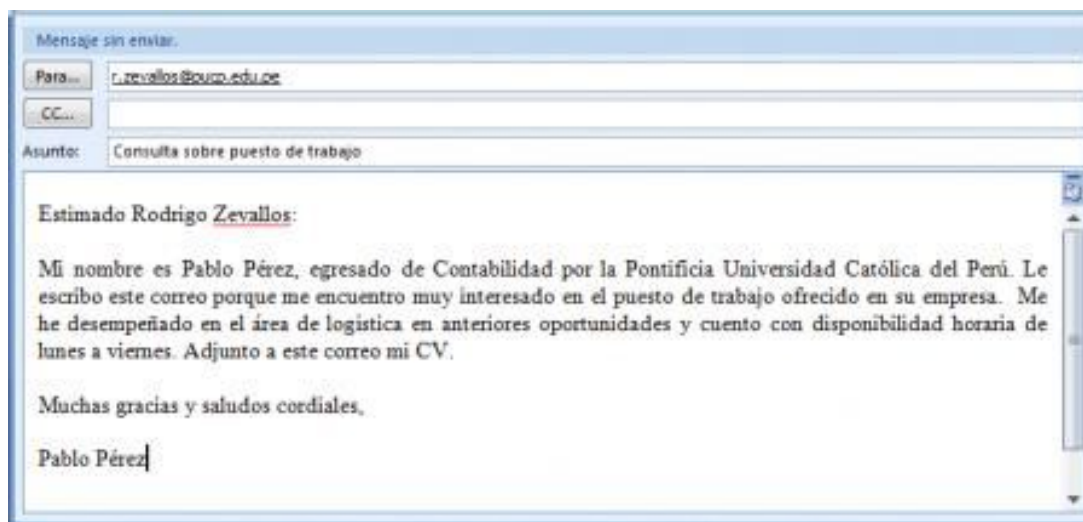 Mensaje sin enviar.
Para... r.zevallos@pucp.edu.pe
CC...
Asunto: Consulta sobre puesto de trabajo
Estimado Rodrigo Zevallos:
Mi nombre es Pablo Pérez, egresado de Contabilidad por la Pontificia Universidad Católica del Perú. Le
escribo este correo porque me encuentro muy interesado en el puesto de trabajo ofrecido en su empresa. Me
he desempeñado en el área de logística en anteriores oportunidades y cuento con disponibilidad horaria de
lunes a viernes. Adjunto a este correo mi CV.
Muchas gracias y saludos cordiales,
Pablo Pérez